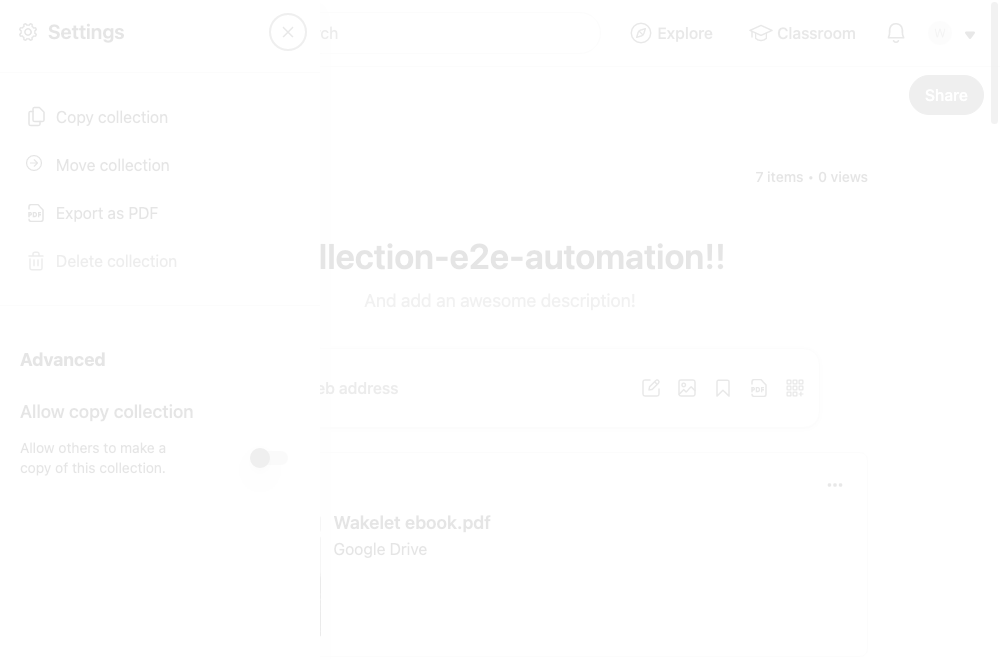 Settings
Explore
Classroom
W
Share
Copy collection
Move collection
PDF Export as PDF
Delete collection
7 items • 0 views
llection-e2e-automation!!
And add an awesome description!
Advanced
Allow copy collection
Allow others to make a
copy of this collection.
eb address
PDF
Wakelet ebook.pdf
Google Drive